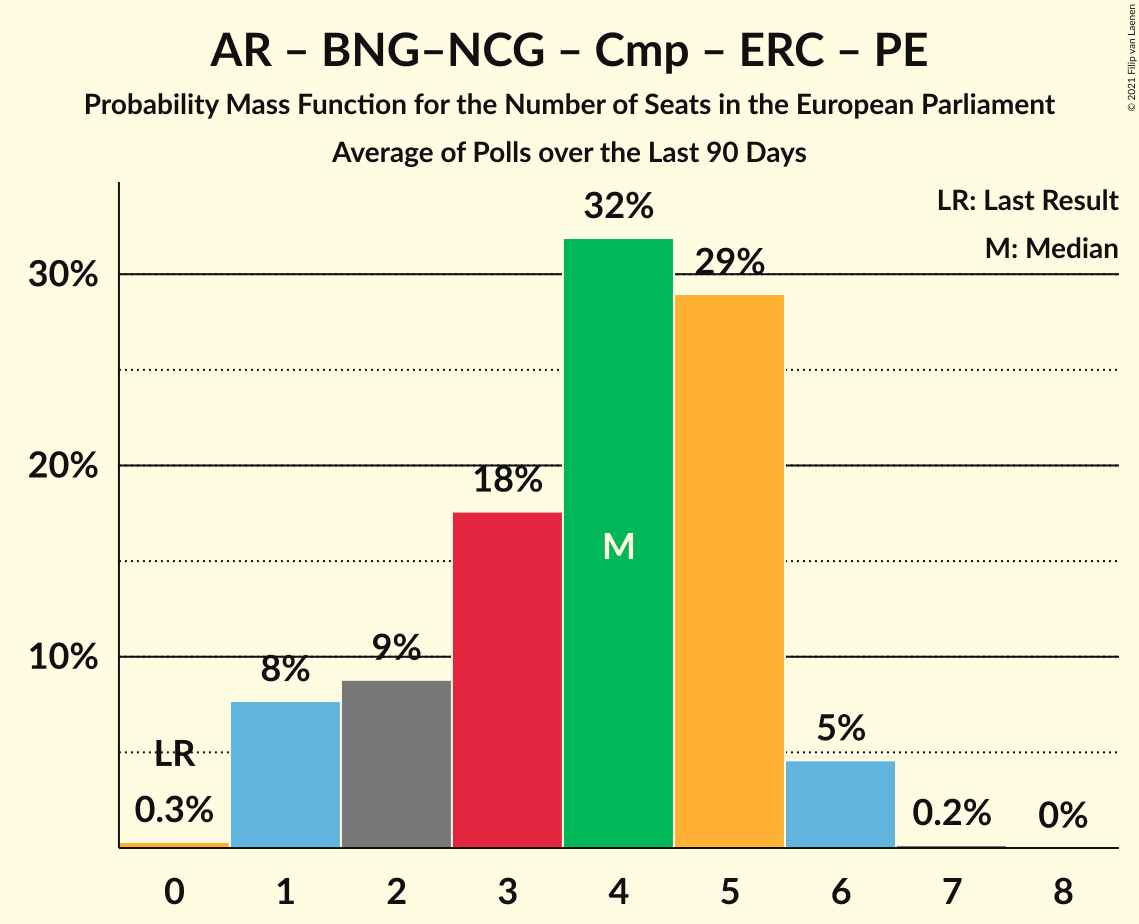 AR – BNG–NCG – Cmp – ERC – PE
Probability Mass Function for the Number of Seats in the European Parliament
Average of Polls over the Last 90 Days
© 2021 Filip van Laenen
LR: Last Result
M: Median
32%
29%
30%
20%
18%
M
10%
9%
8%
5%
LR
0.3%
0.2%
0%
0 1 2 3 4 5 6 7 8